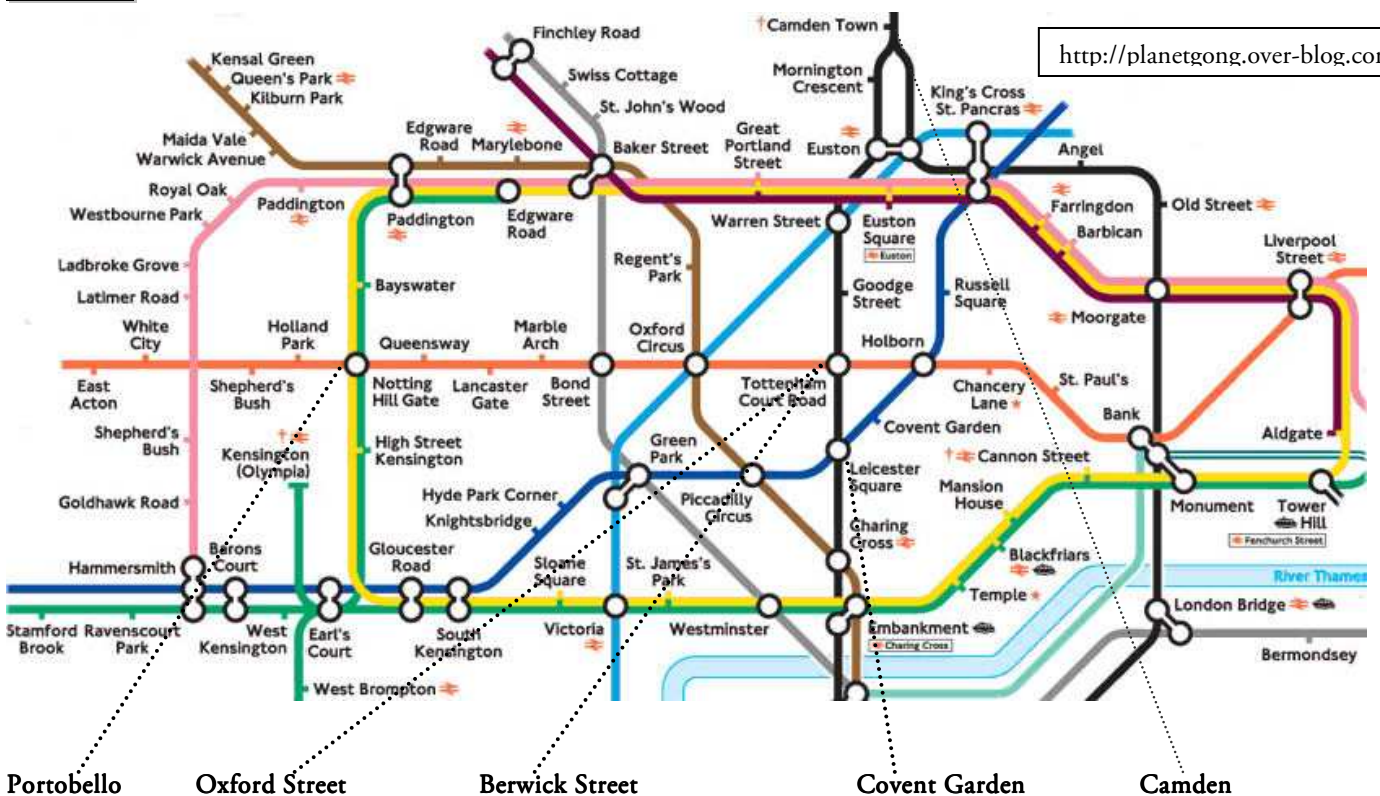 Finchley Road
†Camden Town
http://planetgong.over-blog.co
Kensal Green
Queen's Park
Kilburn Park
Swiss Cottage
St. John's Wood
Mornington
Crescent
King's Cross
St. Pancras
Maida Vale
Warwick Avenue
Edgware
Road
Marylebone
Baker Street
Great
Portland
Street
Euston
Angel
Royal Oak
Westbourne Park
Paddington
Paddington
Edgware
Road
Warren Street
Euston
Square
Euston
Farringdon
Barbican
Old Street
Liverpool
Street
Ladbroke Grove
Latimer Road
Bayswater
Regent's
Park
Goodge
Street
Russell
Square
Moorgate
White
City
Holland
Park
Queensway
Marble
Arch
Oxford
Circus
Holborn
East
Acton
Shepherd's
Bush
Notting
Hill Gate
Lancaster
Gate
Bond
Street
Tottenham
Court Road
Chancery
Lane
St. Paul's
Bank
Shepherd's
Bush
Kensington
(Olympia)
High Street
Kensington
Green
Park
Covent Garden
Aldgate
Goldhawk Road
Hyde Park Corner
Knightsbridge
Piccadilly
Circus
Leicester
Square
Cannon Street
Mansion
House
Monument
Tower
Hill
Fenchurch Street
Hammersmith
Barons
Court
Gloucester
Road
Sloane
Square
St. James's
Park
Charing
Cross
Blackfriars
Temple
River Thame
Stamford
Brook
Ravenscourt
Park
West
Kensington
Earl's
Court
South
Kensington
Victoria
Westminster
Embankment
Charing Cross
London Bridge
Bermondsey
West Brompton
Portobello
Oxford Street
Berwick Street
Covent Garden
Camden